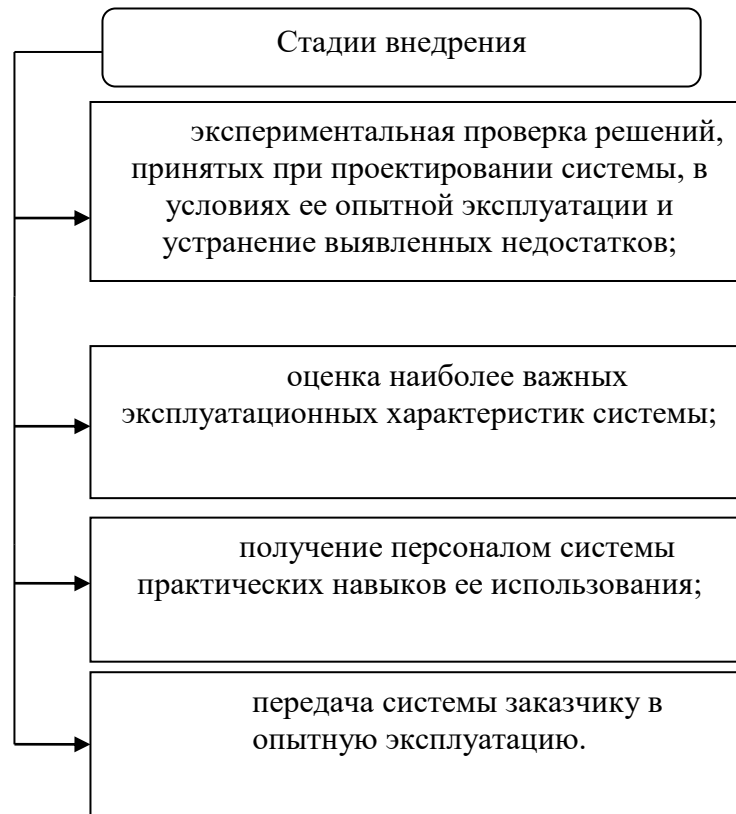 Стадии внедрения
экспериментальная проверка решений,
принятых при проектировании системы, в
условиях ее опытной эксплуатации и
устранение выявленных недостатков;
оценка наиболее важных
эксплуатационных характеристик системы;
получение персоналом системы
практических навыков ее использования;
передача системы заказчику в
опытную эксплуатацию.